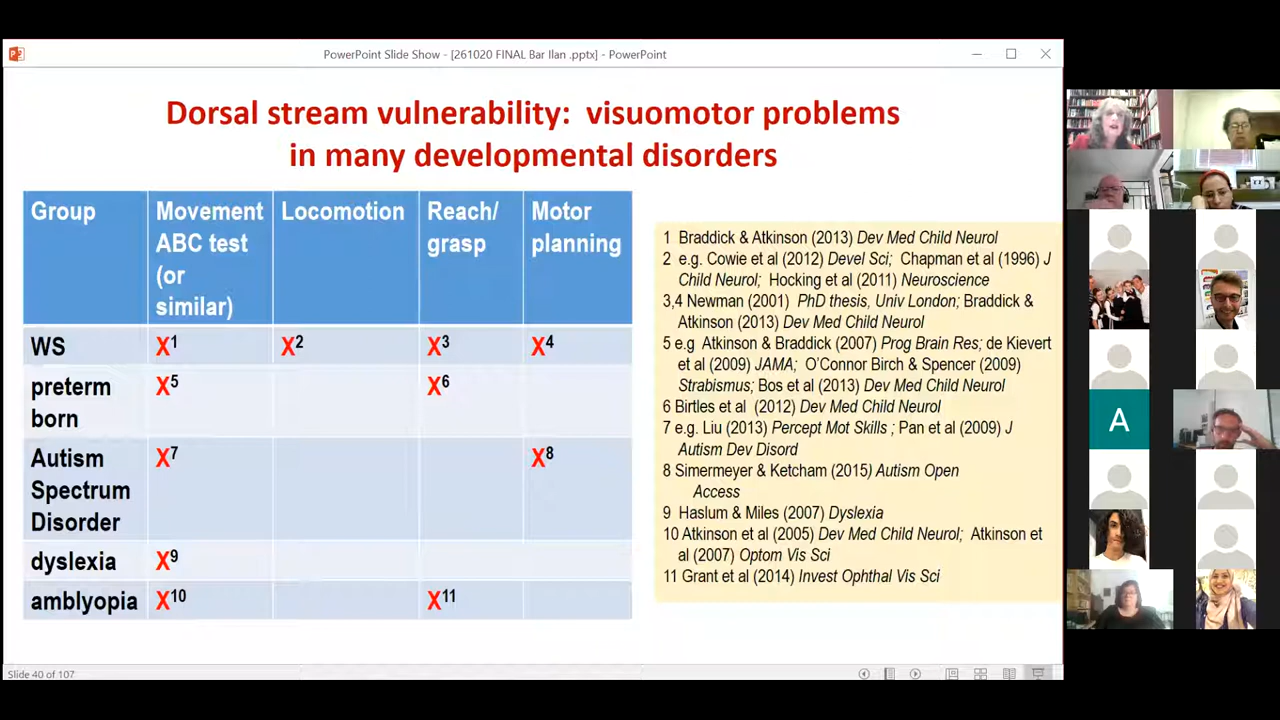 PowerPoint Slide Show - [261020 FINAL Bar Ilan .pptx] - PowerPoint
Dorsal stream vulnerability: visuomotor problems
in many developmental disorders
Group
Movement
ABC test
(or
similar)
Locomotion
Reach/
grasp
Motor
planning
WS
X1
X2
X3
X4
preterm
born
X5
X6
Autism
Spectrum
Disorder
X7
X8
dyslexia
X9
amblyopia
X10
X11
1 Braddick & Atkinson (2013) Dev Med Child Neurol
2 e.g. Cowie et al (2012) Devel Sci; Chapman et al (1996) J
Child Neurol; Hocking et al (2011) Neuroscience
3,4 Newman (2001) PhD thesis, Univ London; Braddick &
Atkinson (2013) Dev Med Child Neurol
5 e.g Atkinson & Braddick (2007) Prog Brain Res; de Kievert
et al (2009) JAMA; O'Connor Birch & Spencer (2009)
Strabismus; Bos et al (2013) Dev Med Child Neurol
6 Birtles et al (2012) Dev Med Child Neurol
7 e.g. Liu (2013) Percept Mot Skills ; Pan et al (2009) J
Autism Dev Disord
8 Simermeyer & Ketcham (2015) Autism Open
Access
9 Haslum & Miles (2007) Dyslexia
10 Atkinson et al (2005) Dev Med Child Neurol; Atkinson et
al (2007) Optom Vis Sci
11 Grant et al (2014) Invest Ophthal Vis Sci
A
Slide 40 of 107